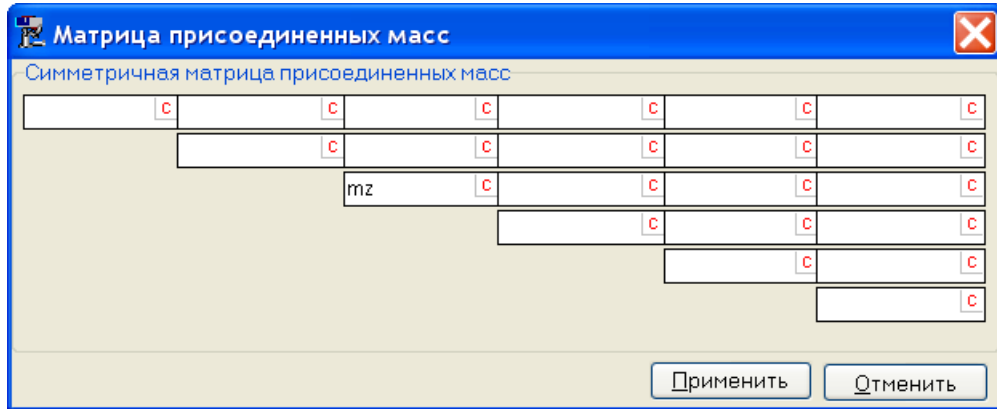 Матрица присоединенных масс
Симметричная матрица присоединенных масс
C C C C C C
C C C C C
mz C C C C
C C C
C C
C
Применить Отменить